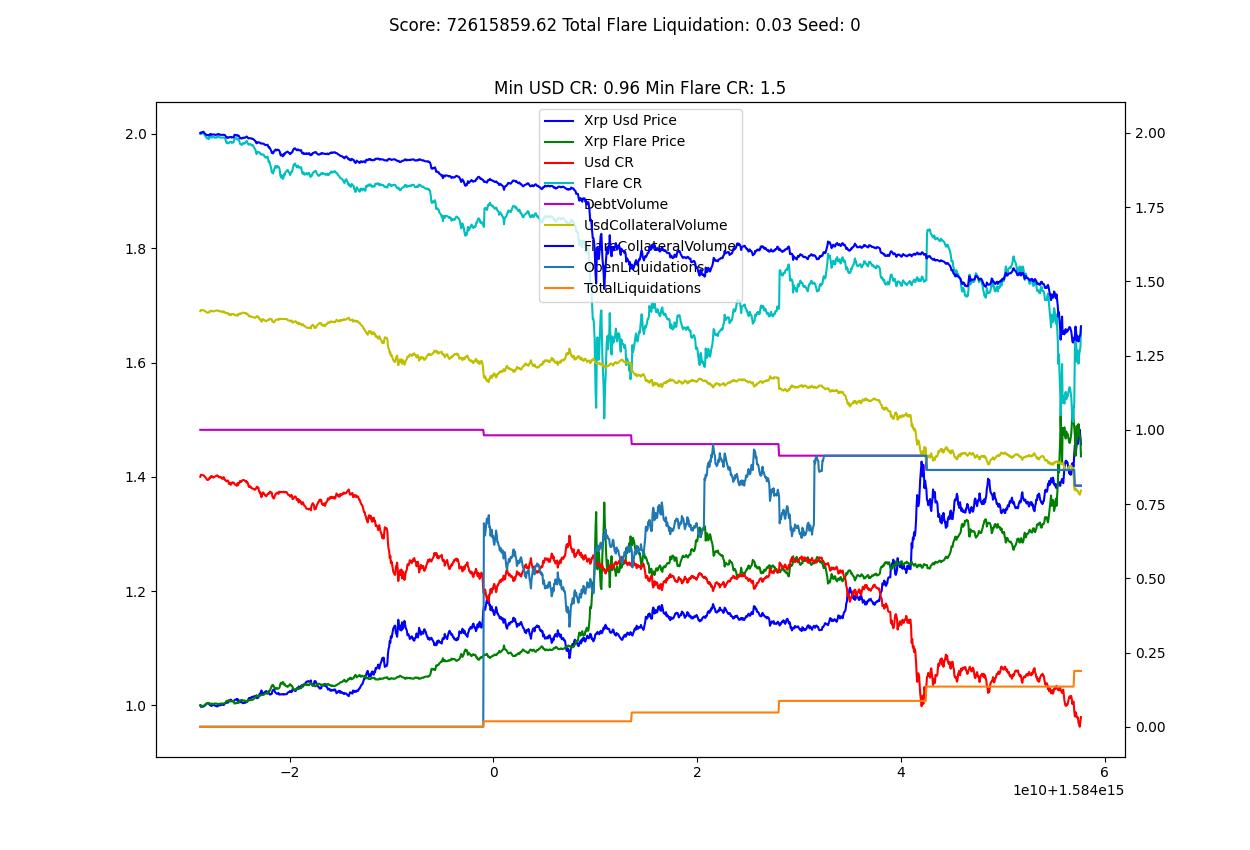 Score: 72615859.62 Total Flare Liquidation: 0.03 Seed: 0
Min USD CR: 0.96 Min Flare CR: 1.5
Xrp Usd Price
Xrp Flare Price
Usd CR
Flare CR
DebtVolume
UsdCollateralVolume
FlareCollateralVolume
OpenLiquidations
TotalLiquidations
2.0
1.8
1.6
1.4
1.2
1.0
2.00
1.75
1.50
1.25
1.00
0.75
0.50
0.25
0.00
−2 0 2 4 6
1e10+1.584e15